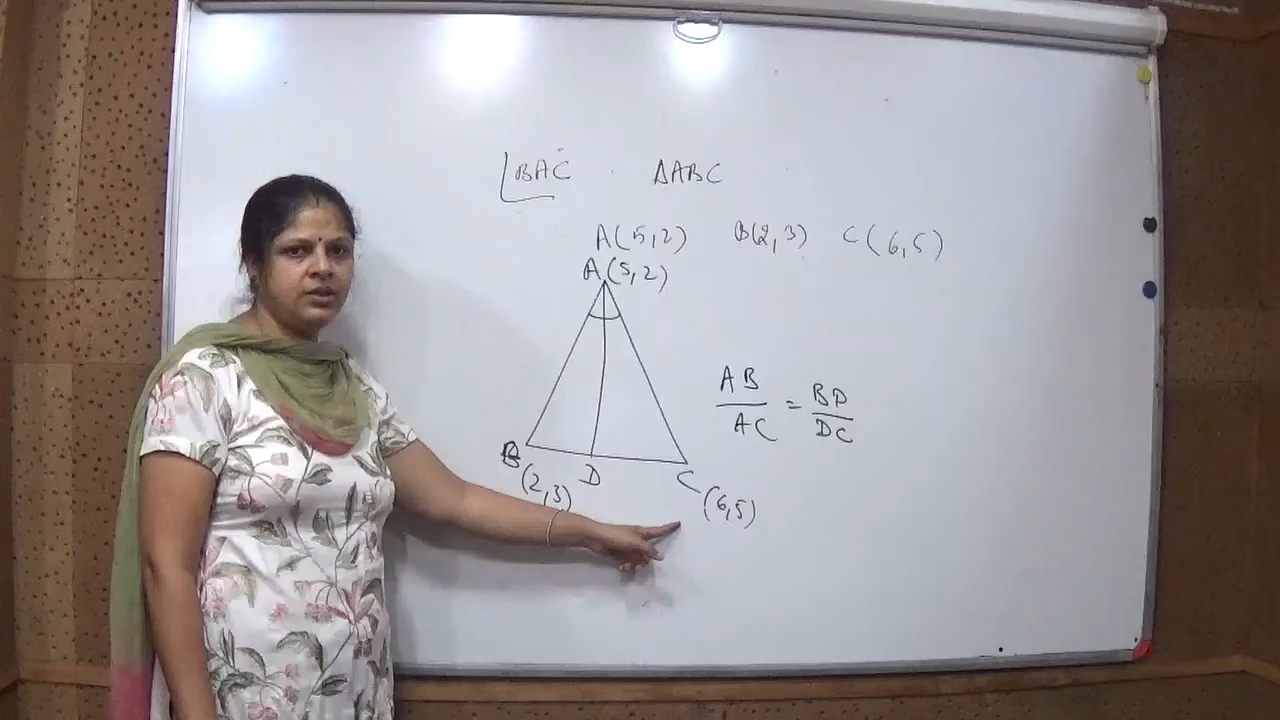 ∠BAC ΔABC
A(5,2) B(2,3) C(6,5)
A(5,2)
AB/AC = BD/DC
B D C
(2,3) (6,5)